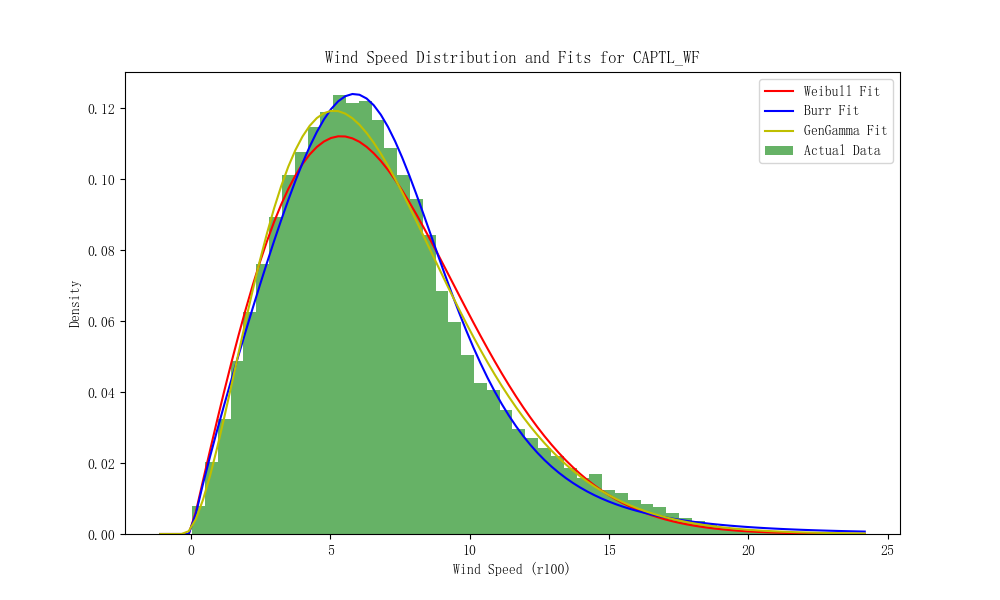 Wind Speed Distribution and Fits for CAPTL_WF
Weibull Fit
Burr Fit
GenGamma Fit
Actual Data
Density
0.12
0.10
0.08
0.06
0.04
0.02
0.00
0 5 10 15 20 25
Wind Speed (r100)